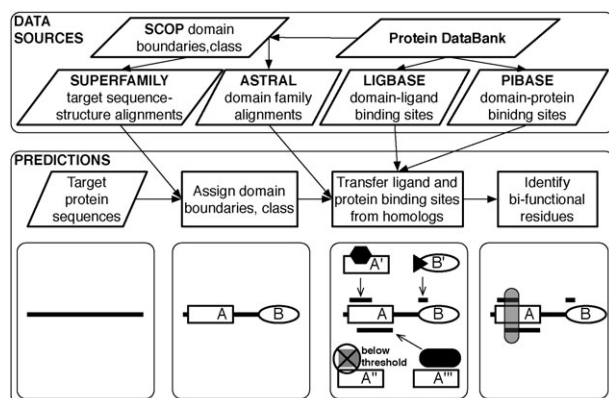 DATA
SOURCES
SCOP domain
boundaries,class
Protein DataBank
SUPERFAMILY
target sequence-
structure alignments
ASTRAL
domain family
alignments
LIGBASE
domain-ligand
binding sites
PIBASE
domain-protein
binidng sites
PREDICTIONS
Target
protein
sequences
Assign domain
boundaries, class
Transfer ligand and
protein binding sites
from homologs
Identify
bi-functional
residues
A B
A' B'
A B
below
threshold
A'' A'''
A B